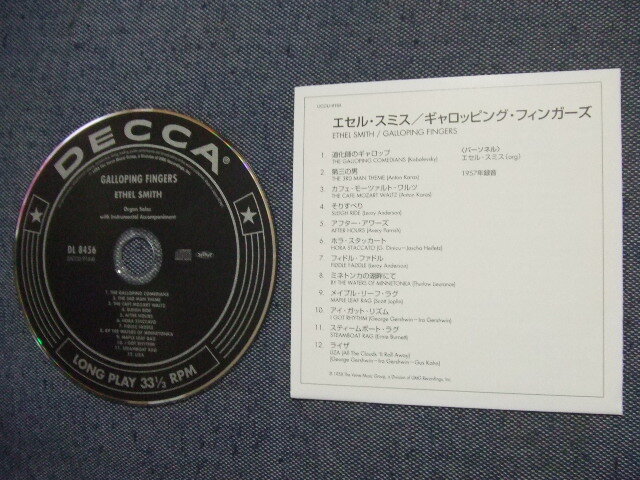 DECCA
GALLOPING FINGERS
ETHEL SMITH
Organ Solos
with Instrumental Accompaniment
DL 8456
1. THE GALLOPING COMEDIANS
2. THE 3RD MAN THEME
3. THE CAFE MOZART WALTZ
4. SLEIGH RIDE
5. AFTER HOURS
6. HORA STACCATO
7. FIDDLE FADDLE
8. BY THE WATERS OF MINNETONKA
9. MAPLE LEAF RAG
10. I GOT RHYTHM
11. STEAMBOAT RAG
12. LIZA
LONG PLAY 33⅓ RPM
エセル・スミス／ギャロッピング・フィンガーズ
ETHEL SMITH / GALLOPING FINGERS
1. 道化師のギャロップ
THE GALLOPING COMEDIANS (Kabalevsky)
2. 第三の男
THE 3RD MAN THEME (Anton Karas)
3. カフェ・モーツァルト・ワルツ
THE CAFE MOZART WALTZ (Anton Karas)
4. そりすべり
SLEIGH RIDE (Leroy Anderson)
5. アフター・アワーズ
AFTER HOURS (Avery Parrish)
6. ホラ・スタッカート
HORA STACCATO (G. Dinicu - Jascha Heifetz)
7. フィドル・ファドル
FIDDLE FADDLE (Leroy Anderson)
8. ミネトンカの湖畔にて
BY THE WATERS OF MINNETONKA (Thurlow Lieurance)
9. メイプル・リーフ・ラグ
MAPLE LEAF RAG (Scott Joplin)
10. アイ・ガット・リズム
I GOT RHYTHM (George Gershwin - Ira Gershwin)
11. スティームボート・ラグ
STEAMBOAT RAG (Ernie Burnett)
12. ライザ
LIZA (All The Clouds 'll Roll Away)
(George Gershwin - Ira Gershwin - Gus Kahn)
〈パーソネル〉
エセル・スミス (org)
1957年録音
℗ 1958 The Verve Music Group, a Division of UMG Recordings, Inc.